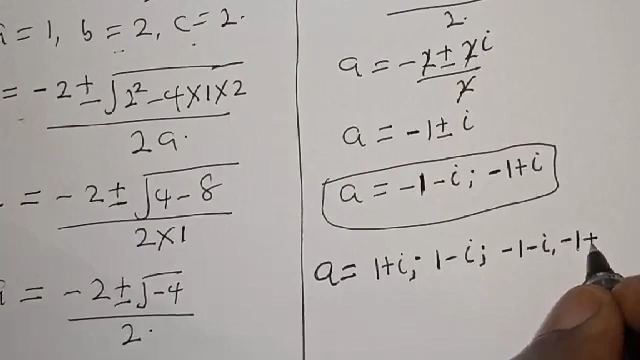 a = 1, b = 2, c = 2.
= -2 ± √2² - 4×1×2
2a.
= -2 ± √4 - 8
2×1
= -2 ± √-4
2.
2.
a = -2 ± 2i
2
a = -1 ± i
a = -1 - i ; -1 + i
a = 1+i ; 1-i ; -1-i, -1+